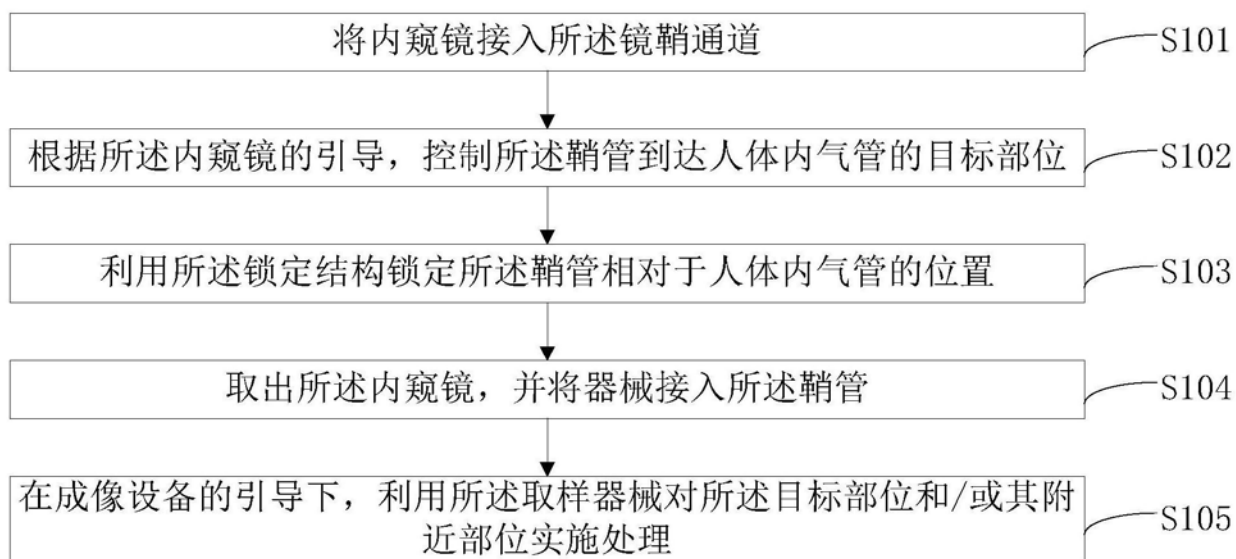 将内窥镜接入所述镜鞘通道
S101
根据所述内窥镜的引导，控制所述鞘管到达人体内气管的目标部位
S102
利用所述锁定结构锁定所述鞘管相对于人体内气管的位置
S103
取出所述内窥镜，并将器械接入所述鞘管
S104
在成像设备的引导下，利用所述取样器械对所述目标部位和/或其附
近部位实施处理
S105